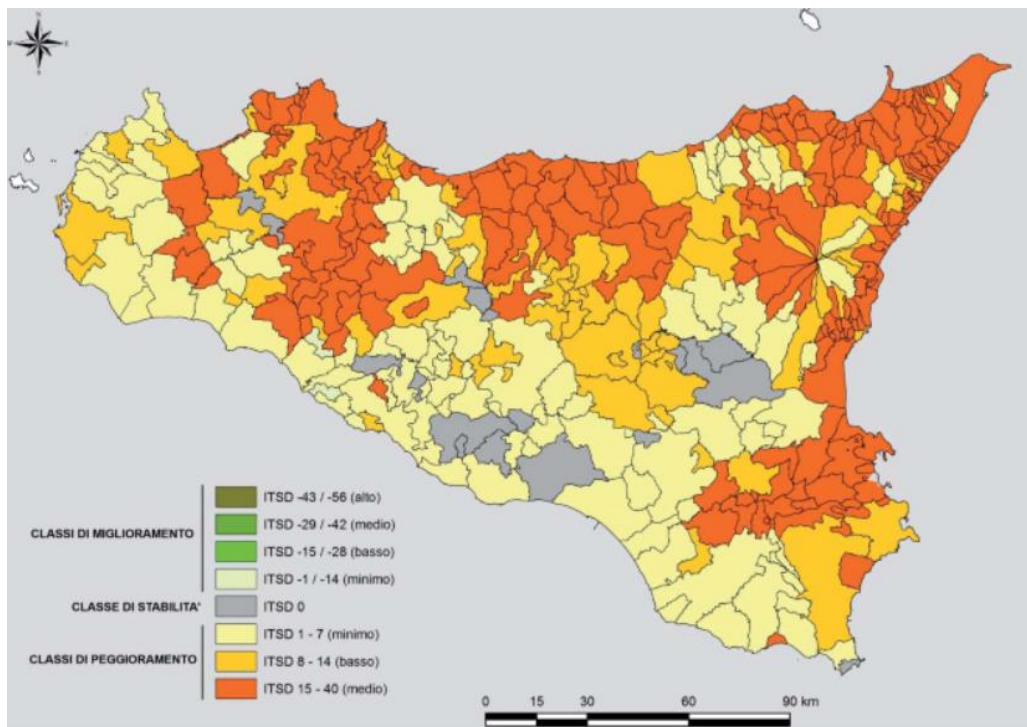 N
W
E
S
ITSD -43 / -56 (alto)
CLASSI DI MIGLIORAMENTO
ITSD -29 / -42 (medio)
ITSD -15 / -28 (basso)
ITSD -1 / -14 (minimo)
CLASSE DI STABILITA'
ITSD 0
ITSD 1 - 7 (minimo)
CLASSI DI PEGGIORAMENTO
ITSD 8 - 14 (basso)
ITSD 15 - 40 (medio)
0 15 30 60 90 km